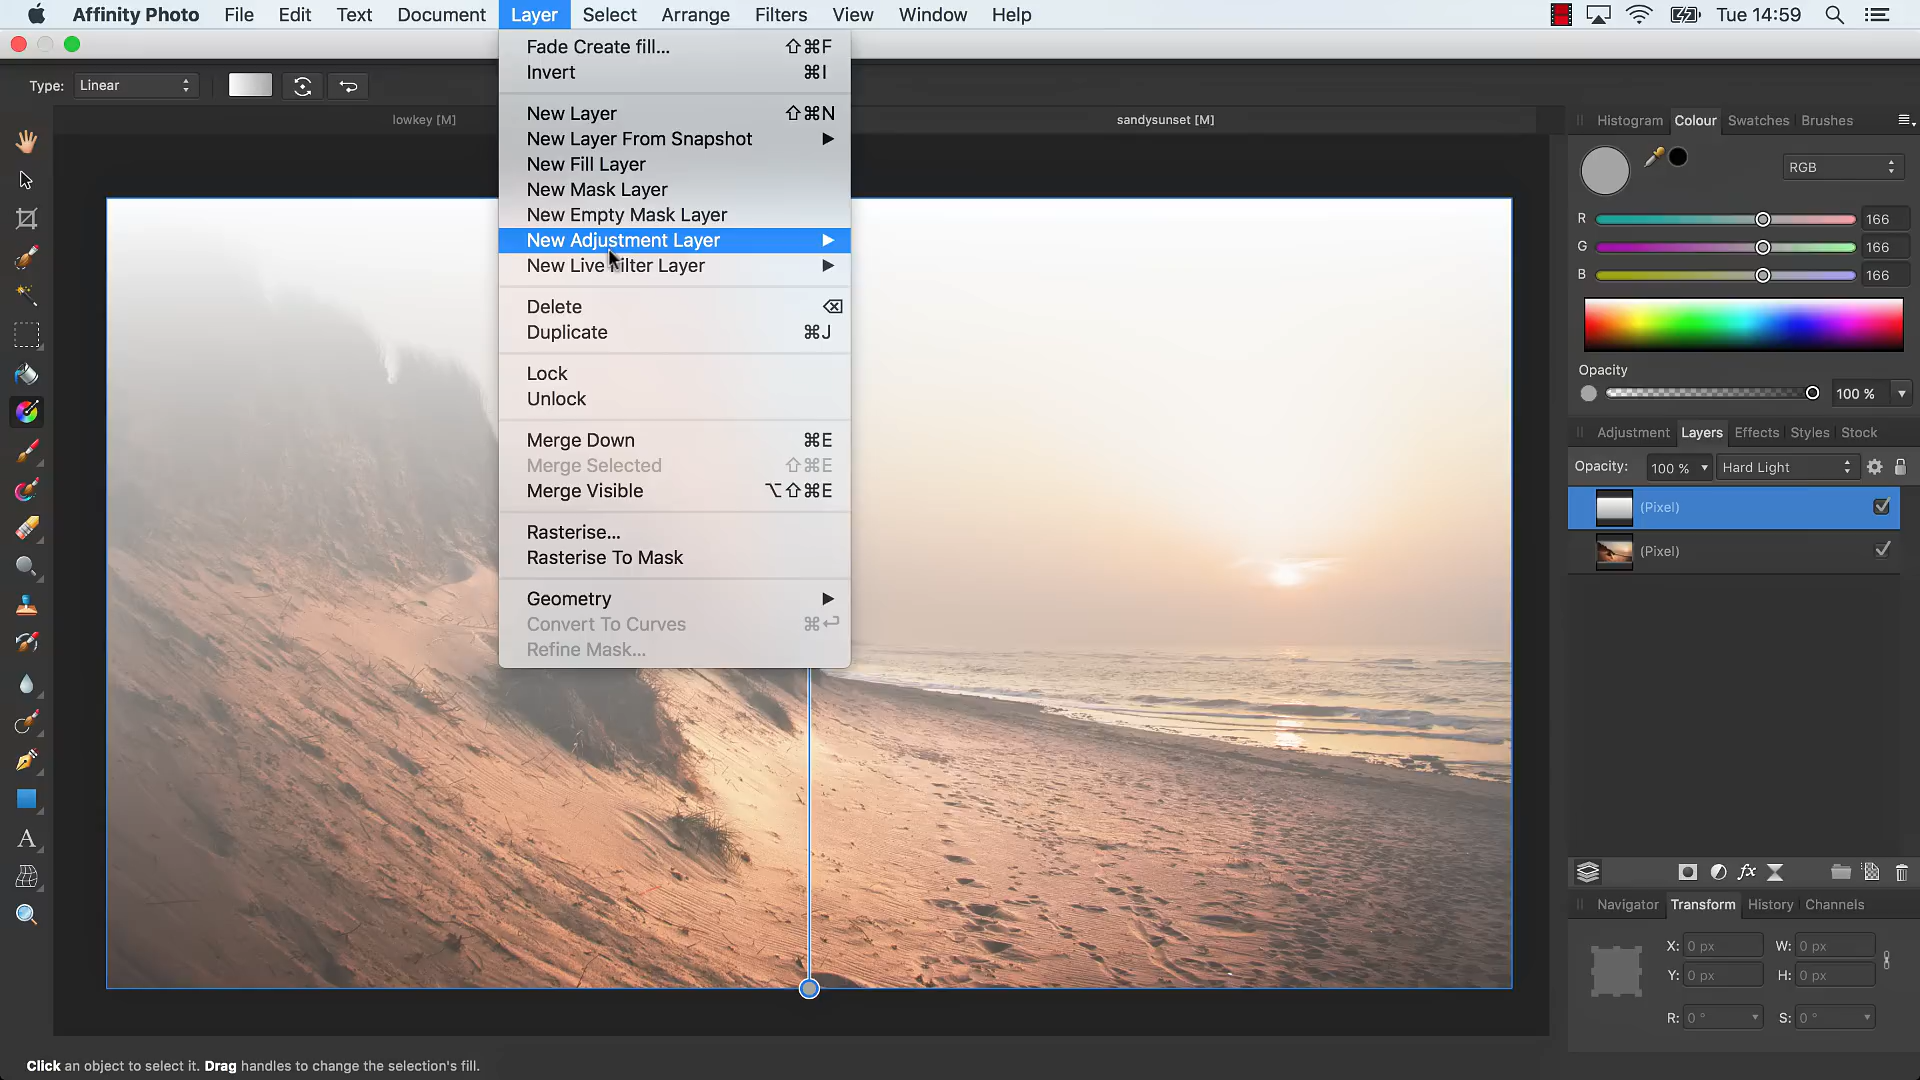 Affinity Photo File Edit Text Document Layer Select Arrange Filters View Window Help Tue 14:59
Type: Linear
lowkey [M] sandysunset [M]
Fade Create fill... ⇧⌘F
Invert ⌘I
New Layer ⇧⌘N
New Layer From Snapshot
New Fill Layer
New Mask Layer
New Empty Mask Layer
New Adjustment Layer
New Live Filter Layer
Delete ⌫
Duplicate ⌘J
Lock
Unlock
Merge Down ⌘E
Merge Selected ⇧⌘E
Merge Visible ⌥⇧⌘E
Rasterise...
Rasterise To Mask
Geometry
Convert To Curves ⌘↩
Refine Mask...
Histogram Colour Swatches Brushes
RGB
R 166
G 166
B 166
Opacity
100 %
Adjustment Layers Effects Styles Stock
Opacity: 100 % Hard Light
(Pixel)
(Pixel)
fx
Navigator Transform History Channels
X: 0 px W: 0 px
Y: 0 px H: 0 px
R: 0 ° S: 0 °
A
Click an object to select it. Drag handles to change the selection's fill.